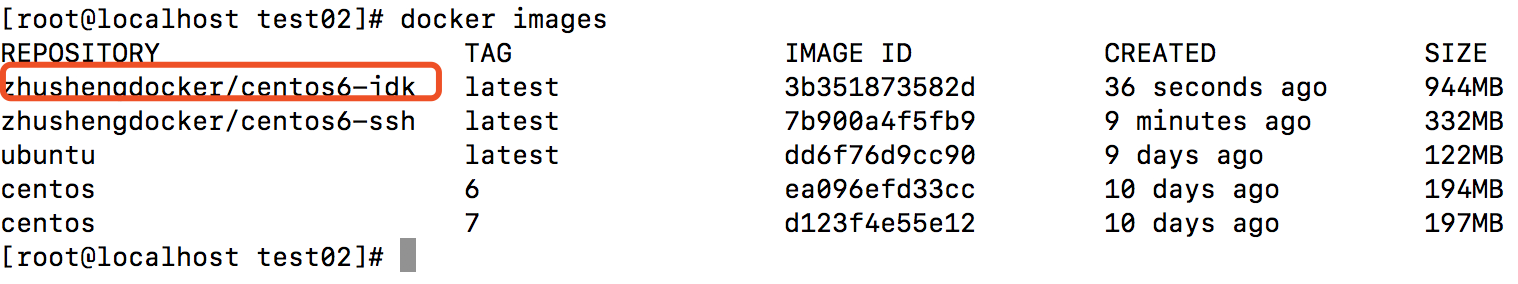 [root@localhost test02]# docker images
REPOSITORY TAG IMAGE ID CREATED SIZE
zhushengdocker/centos6-jdk latest 3b351873582d 36 seconds ago 944MB
zhushengdocker/centos6-ssh latest 7b900a4f5fb9 9 minutes ago 332MB
ubuntu latest dd6f76d9cc90 9 days ago 122MB
centos 6 ea096efd33cc 10 days ago 194MB
centos 7 d123f4e55e12 10 days ago 197MB
[root@localhost test02]#